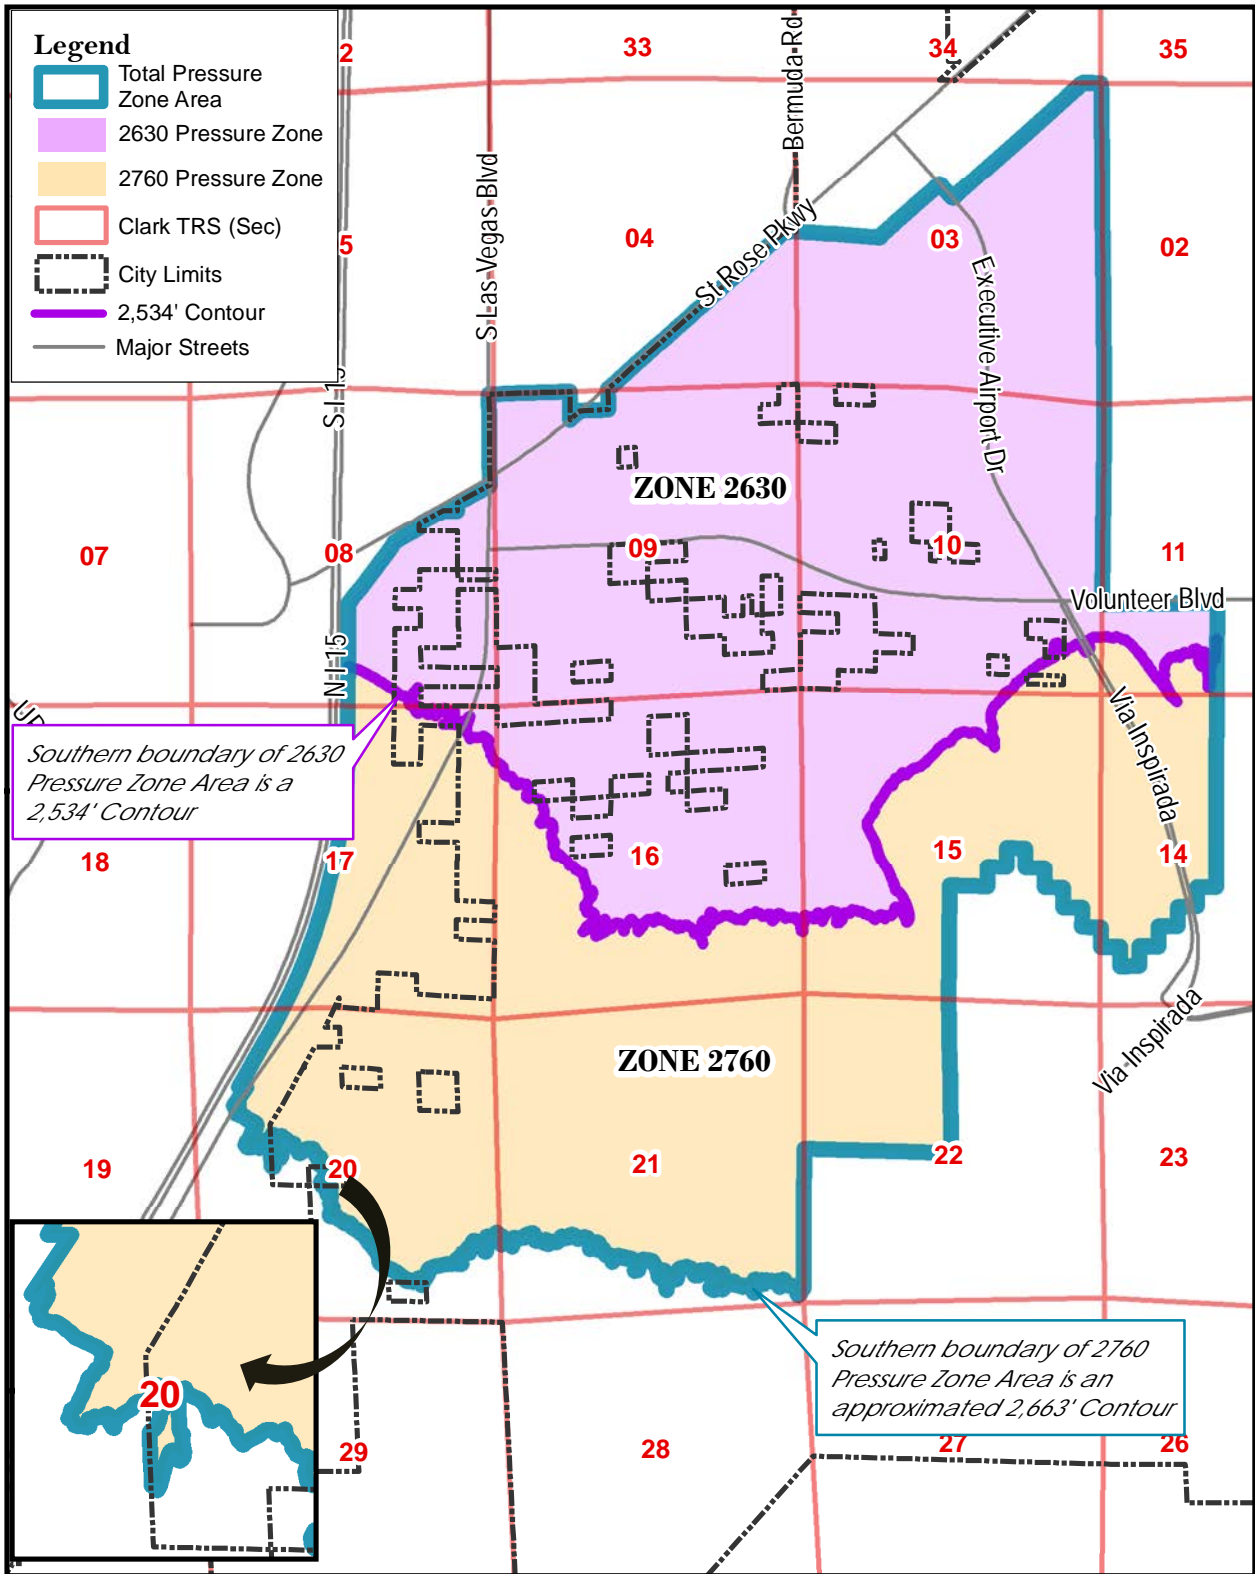 Legend
Total Pressure
Zone Area
2630 Pressure Zone
2760 Pressure Zone
Clark TRS (Sec)
City Limits
2,534' Contour
Major Streets
2
33
34
35
Bermuda Rd
S Las Vegas Blvd
5
04
St Rose Pkwy
03
02
Executive Airport Dr
S I 15
ZONE 2630
07
08
09
10
11
Volunteer Blvd
N I 15
Via Inspirada
Southern boundary of 2630
Pressure Zone Area is a
2,534' Contour
18
17
16
15
14
Via Inspirada
ZONE 2760
19
20
21
22
23
20
Southern boundary of 2760
Pressure Zone Area is an
approximated 2,663' Contour
29
28
27
26